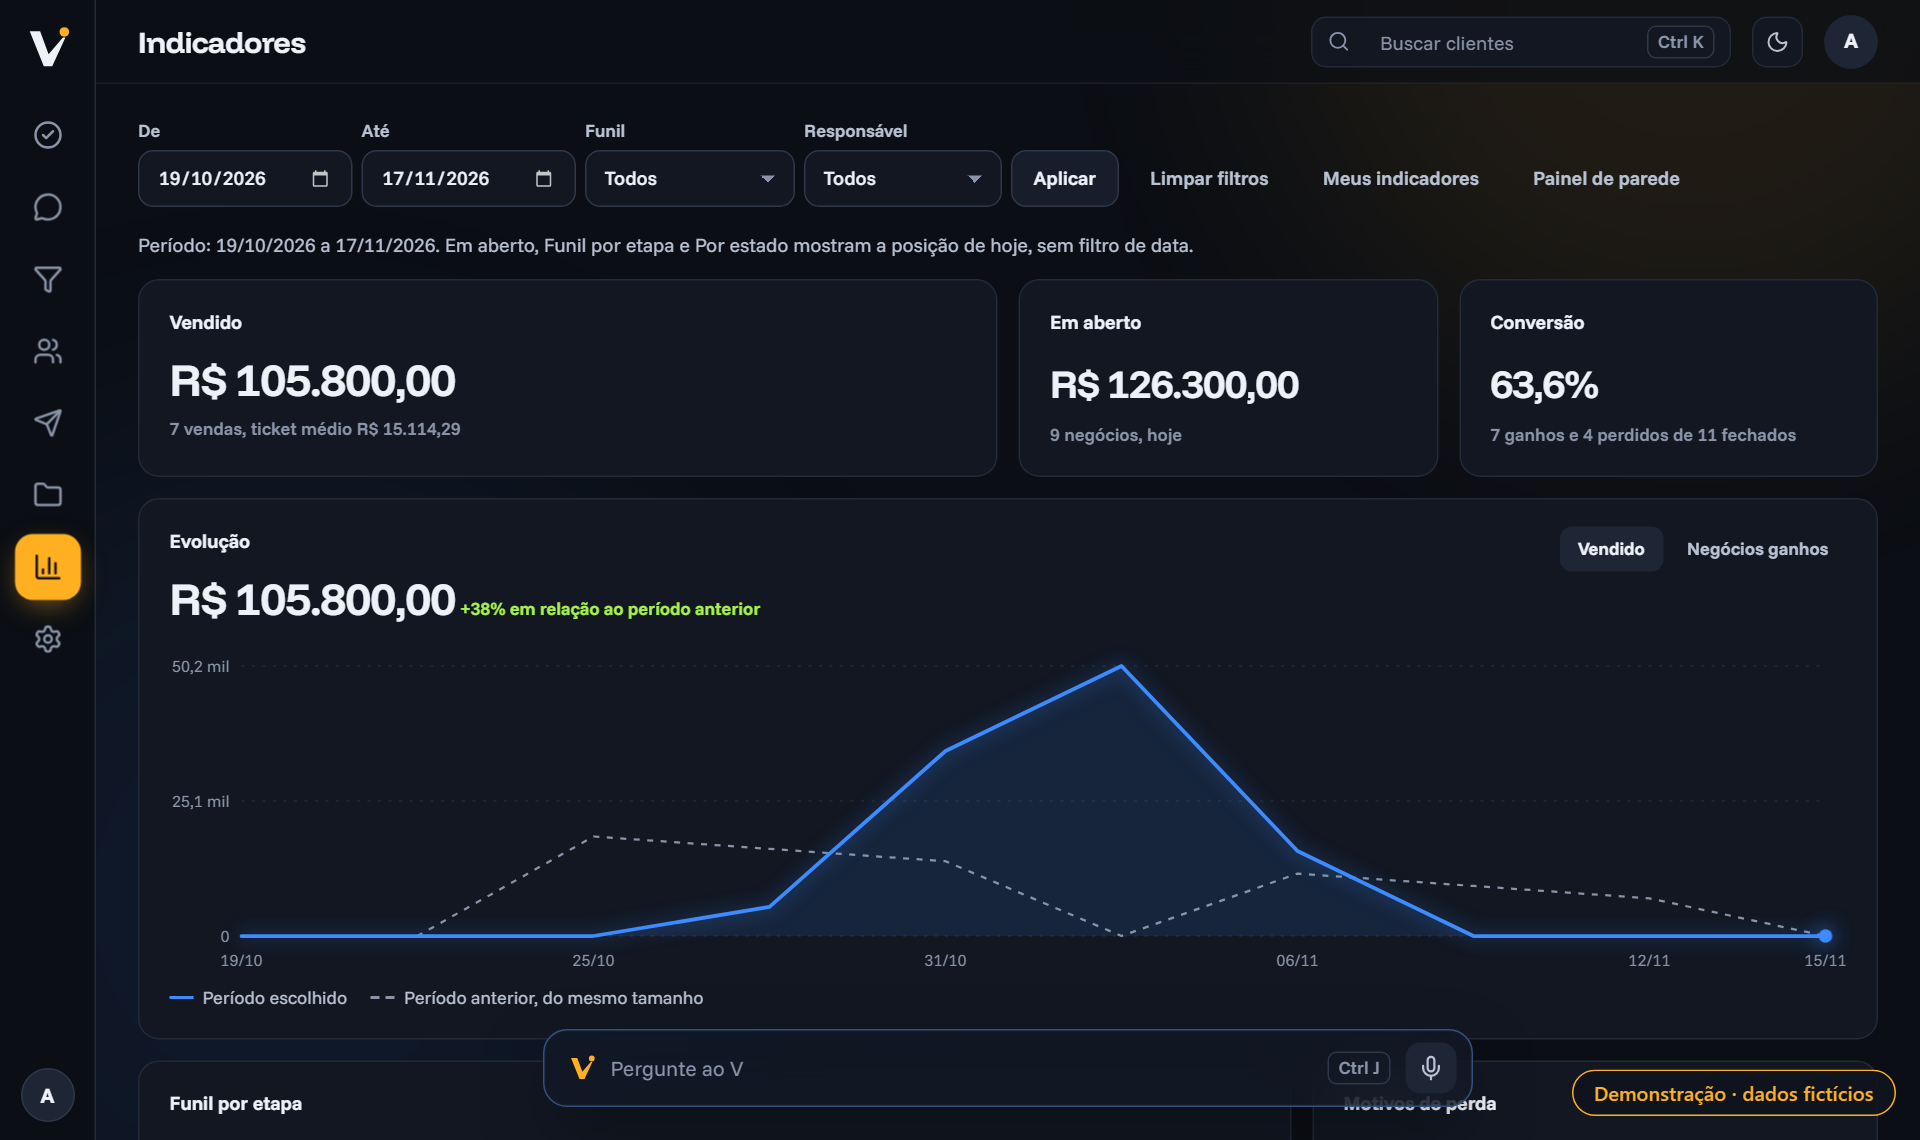 Indicadores
Buscar clientes
Ctrl K
A
De
Até
Funil
Responsável
19/10/2026
17/11/2026
Todos
Todos
Aplicar
Limpar filtros
Meus indicadores
Painel de parede
Período: 19/10/2026 a 17/11/2026. Em aberto, Funil por etapa e Por estado mostram a posição de hoje, sem filtro de data.
Vendido
R$ 105.800,00
7 vendas, ticket médio R$ 15.114,29
Em aberto
R$ 126.300,00
9 negócios, hoje
Conversão
63,6%
7 ganhos e 4 perdidos de 11 fechados
Evolução
Vendido
Negócios ganhos
R$ 105.800,00 +38% em relação ao período anterior
50,2 mil
25,1 mil
0
19/10
25/10
31/10
06/11
12/11
15/11
Período escolhido
Período anterior, do mesmo tamanho
Pergunte ao V
Ctrl J
A
Funil por etapa
Motivos de perda
Demonstração · dados fictícios